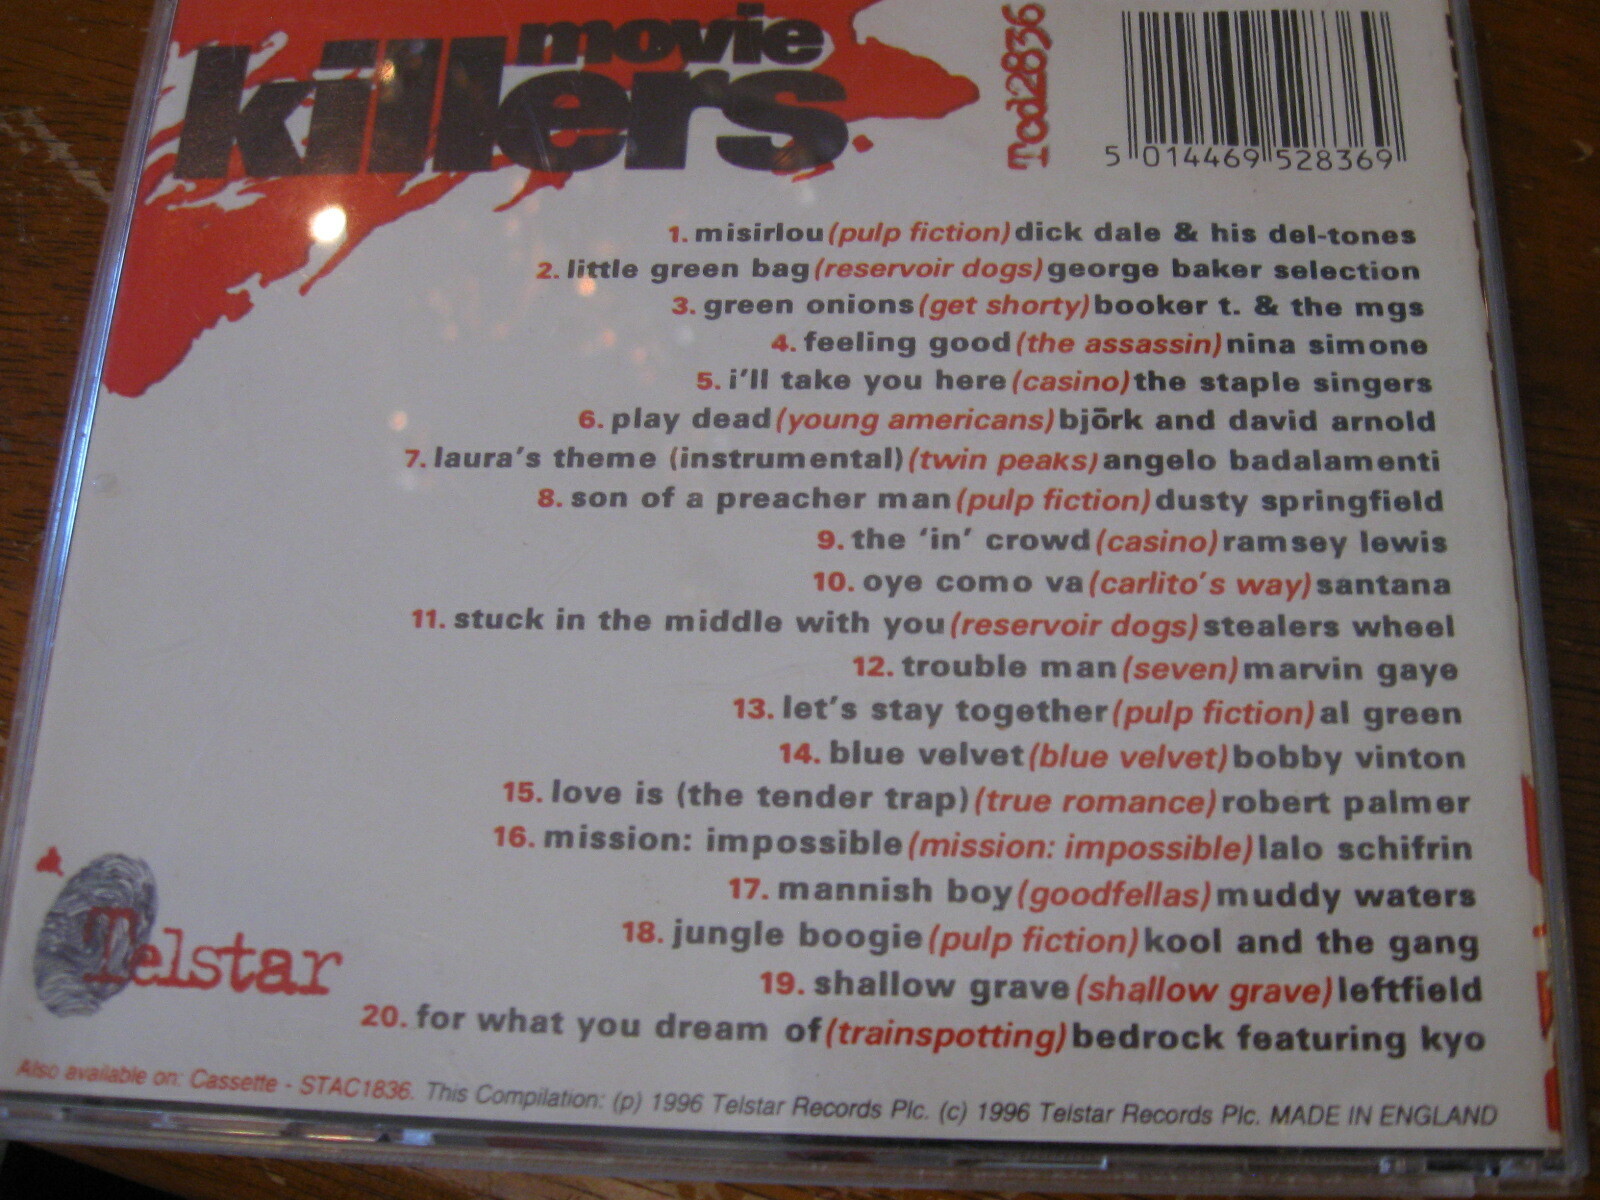 movie
killers
Tcd2836
5 014469 528369
1. misirlou (pulp fiction) dick dale & his del-tones
2. little green bag (reservoir dogs) george baker selection
3. green onions (get shorty) booker t. & the mgs
4. feeling good (the assassin) nina simone
5. i'll take you here (casino) the staple singers
6. play dead (young americans) bjōrk and david arnold
7. laura's theme (instrumental) (twin peaks) angelo badalamenti
8. son of a preacher man (pulp fiction) dusty springfield
9. the 'in' crowd (casino) ramsey lewis
10. oye como va (carlito's way) santana
11. stuck in the middle with you (reservoir dogs) stealers wheel
12. trouble man (seven) marvin gaye
13. let's stay together (pulp fiction) al green
14. blue velvet (blue velvet) bobby vinton
15. love is (the tender trap) (true romance) robert palmer
16. mission: impossible (mission: impossible) lalo schifrin
17. mannish boy (goodfellas) muddy waters
18. jungle boogie (pulp fiction) kool and the gang
19. shallow grave (shallow grave) leftfield
20. for what you dream of (trainspotting) bedrock featuring kyo
Telstar
Also available on: Cassette - STAC1836. This Compilation: (p) 1996 Telstar Records Plc. (c) 1996 Telstar Records Plc. MADE IN ENGLAND